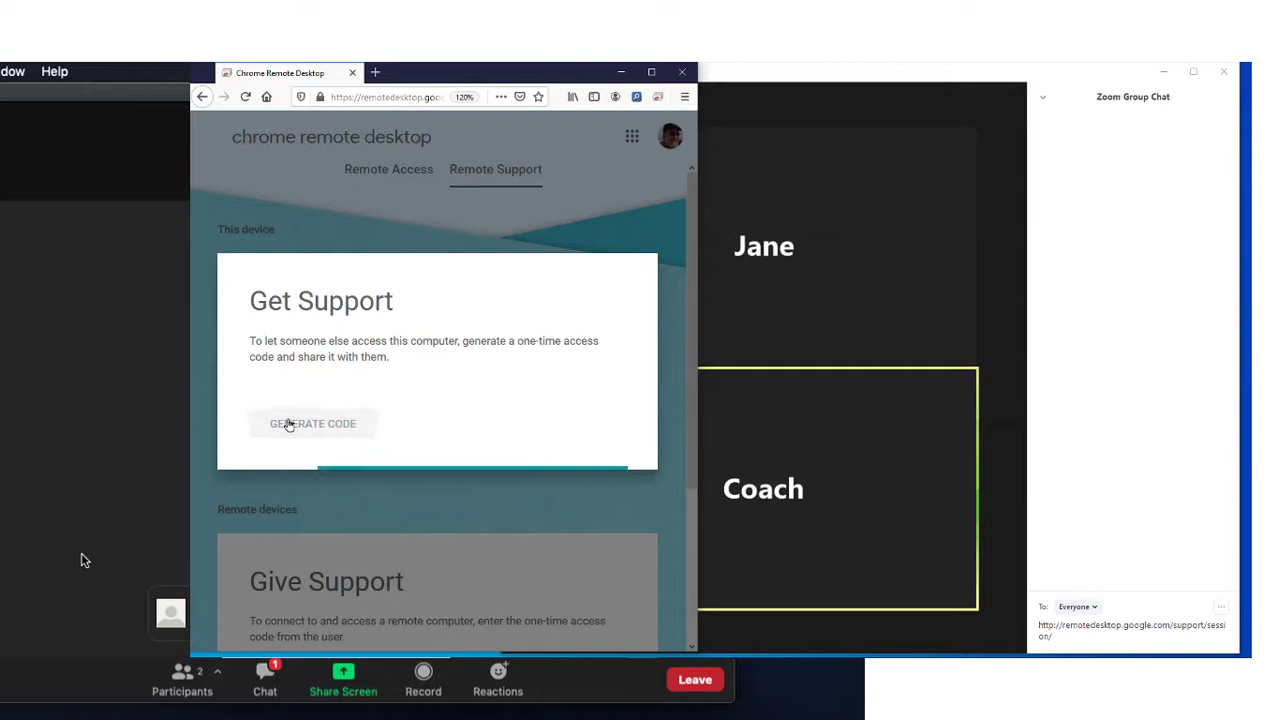 dow Help
Chrome Remote Desktop
https://remotedesktop.goo
120%
chrome remote desktop
Remote Access Remote Support
This device
Get Support
To let someone else access this computer, generate a one-time access
code and share it with them.
GENERATE CODE
Remote devices
Give Support
To connect to and access a remote computer, enter the one-time access
code from the user.
Jane
Coach
Zoom Group Chat
To: Everyone
http://remotedesktop.google.com/support/sessi
on/
2
1
Participants Chat Share Screen Record Reactions Leave